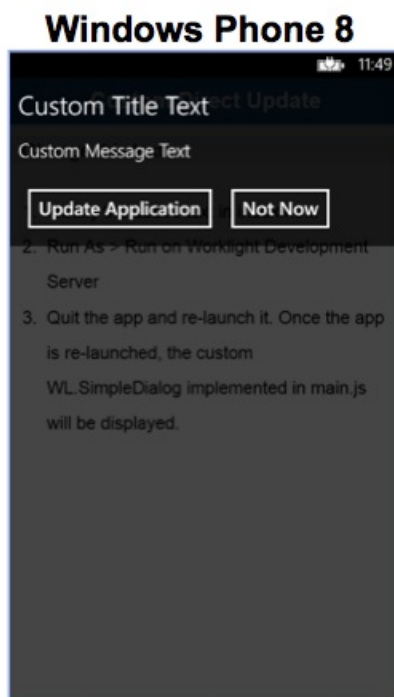 Windows Phone 8
11:49
Custom Title Text
Direct Update
Custom Message Text
Update Application
Not Now
2. Run As > Run on Worklight Development
Server
3. Quit the app and re-launch it. Once the app
is re-launched, the custom
WL.SimpleDialog implemented in main.js
will be displayed.